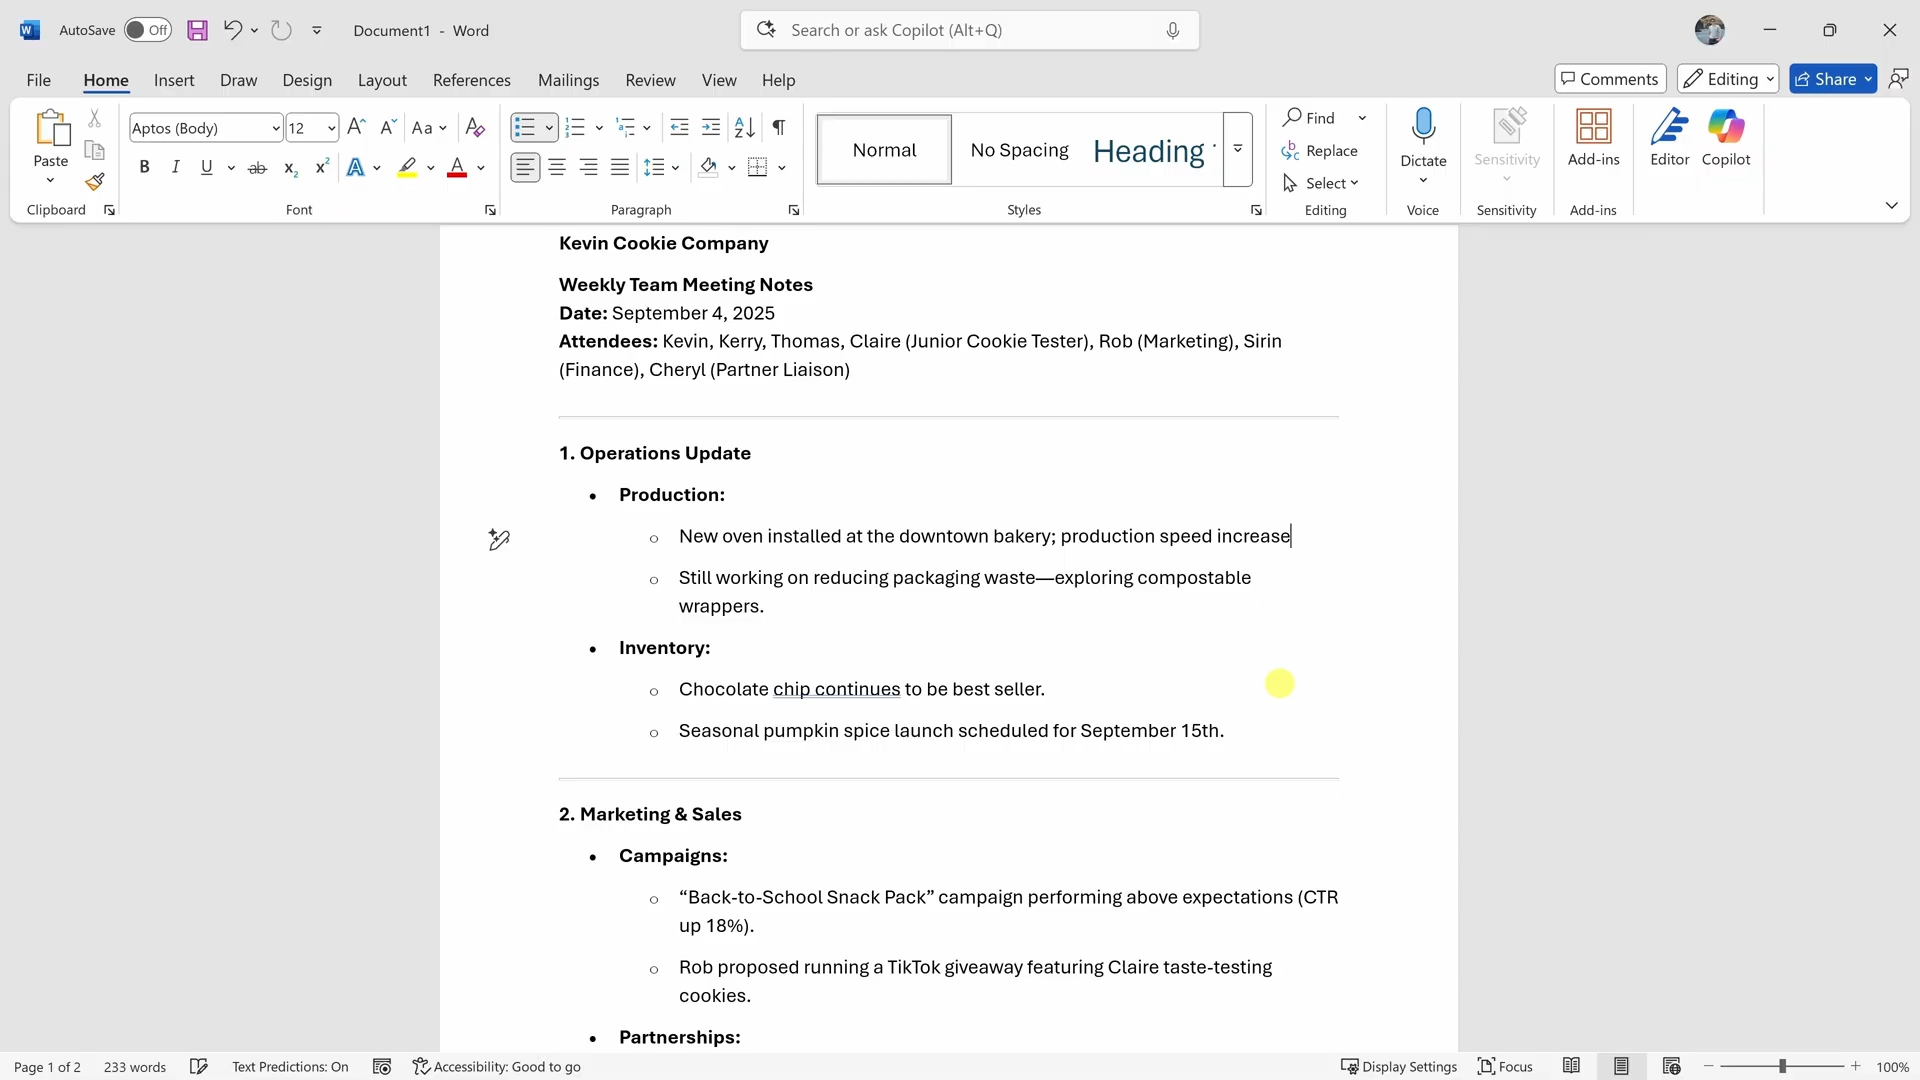 AutoSave Off Document1 - Word Search or ask Copilot (Alt+Q)
File Home Insert Draw Design Layout References Mailings Review View Help Comments Editing Share
Paste Aptos (Body) 12 Aa Normal No Spacing Heading Find Replace Select Dictate Sensitivity Add-ins Editor Copilot
Clipboard Font Paragraph Styles Editing Voice Sensitivity Add-ins
Kevin Cookie Company
Weekly Team Meeting Notes
Date: September 4, 2025
Attendees: Kevin, Kerry, Thomas, Claire (Junior Cookie Tester), Rob (Marketing), Sirin
(Finance), Cheryl (Partner Liaison)
1. Operations Update
• Production:
o New oven installed at the downtown bakery; production speed increase
o Still working on reducing packaging waste—exploring compostable
wrappers.
• Inventory:
o Chocolate chip continues to be best seller.
o Seasonal pumpkin spice launch scheduled for September 15th.
2. Marketing & Sales
• Campaigns:
o “Back-to-School Snack Pack” campaign performing above expectations (CTR
up 18%).
o Rob proposed running a TikTok giveaway featuring Claire taste-testing
cookies.
• Partnerships:
Page 1 of 2 233 words Text Predictions: On Accessibility: Good to go Display Settings Focus 100%